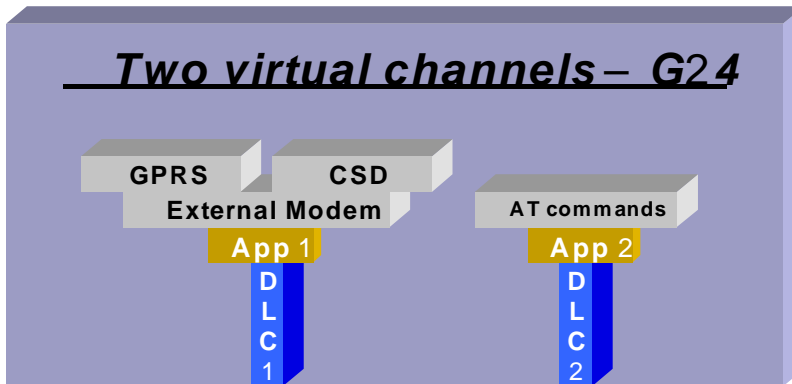 Two virtual channels – G24
GPRS CSD
External Modem AT commands
App 1 App 2
D D
L L
C C
1 2